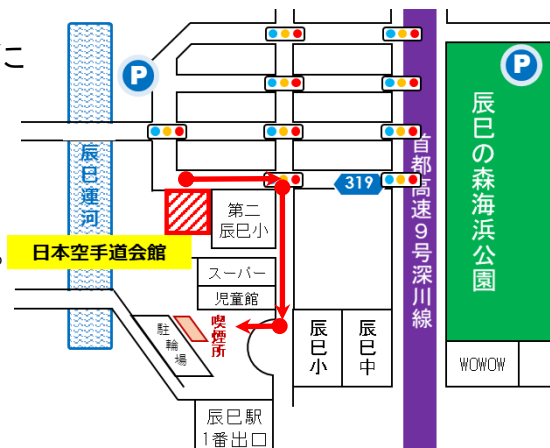 に
P
P
319
首都高速9号深川線
辰巳の森海浜公園
辰巳運河
第二
辰巳小
日本空手道会館
。
スーパー
児童館
喫煙所
駐輪場
辰巳小
辰巳中
WOWOW
辰巳駅
1番出口